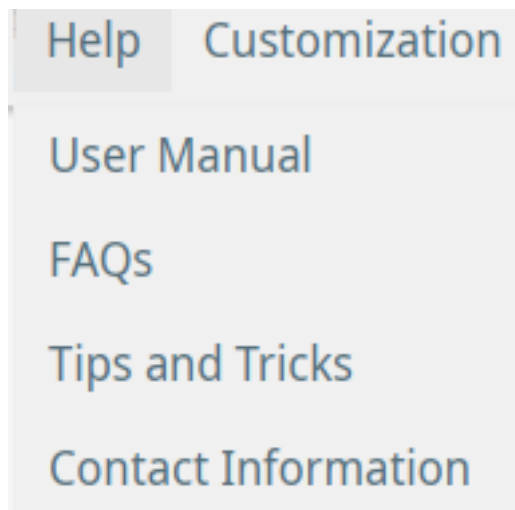 Help Customization
User Manual
FAQs
Tips and Tricks
Contact Information